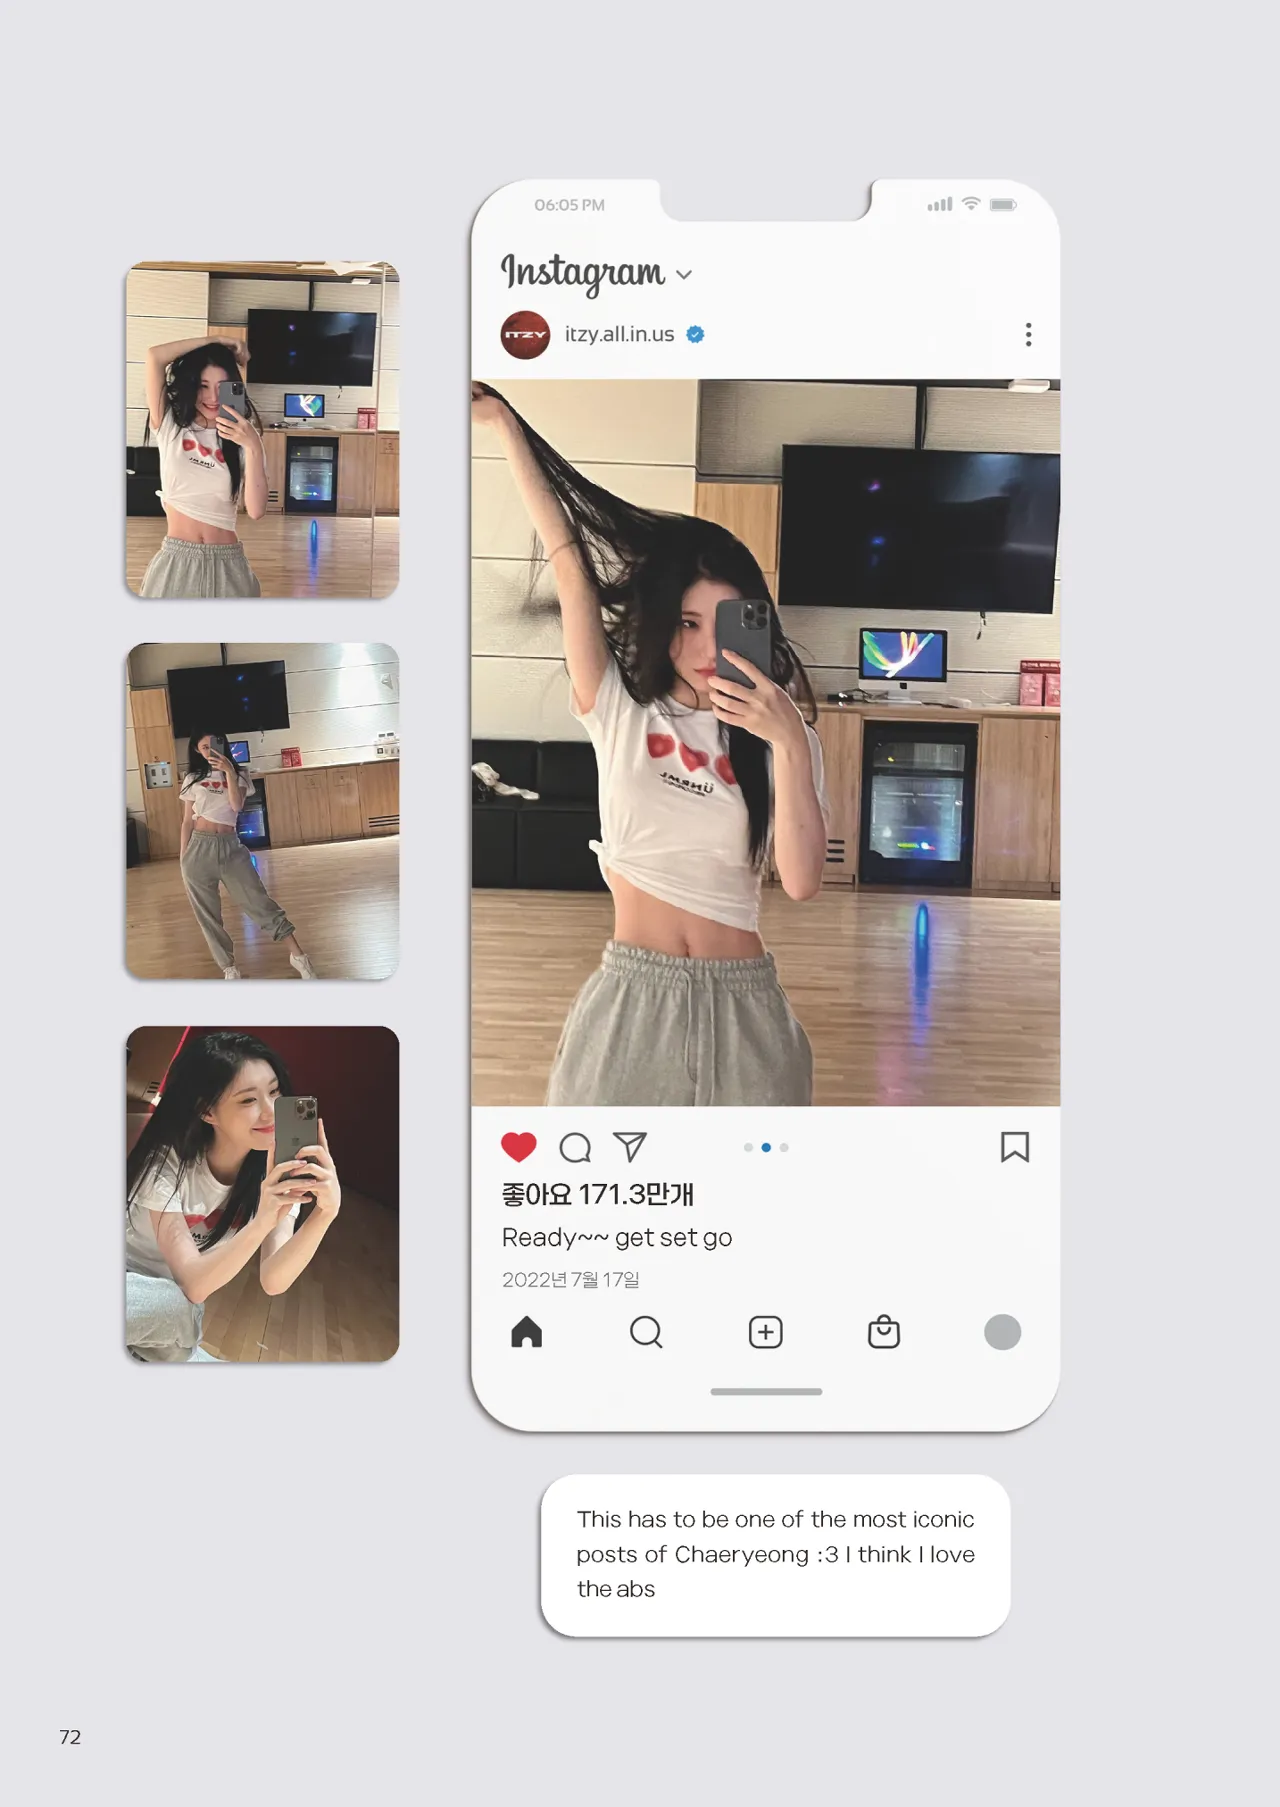 06:05 PM
Instagram
ITZY itzy.all.in.us
좋아요 171.3만개
Ready~~ get set go
2022년 7월 17일
This has to be one of the most iconic
posts of Chaeryeong :3 I think I love
the abs
72